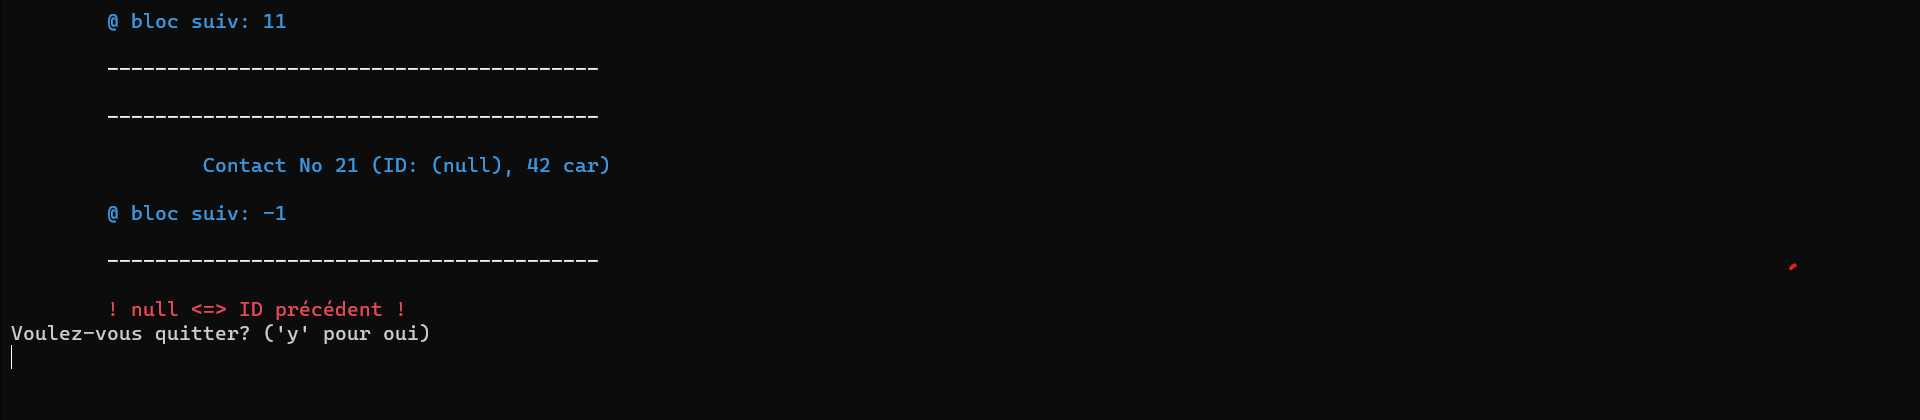 @ bloc suiv: 11
-----------------------------------------
-----------------------------------------
Contact No 21 (ID: (null), 42 car)
@ bloc suiv: -1
-----------------------------------------
! null <=> ID précédent !
Voulez-vous quitter? ('y' pour oui)